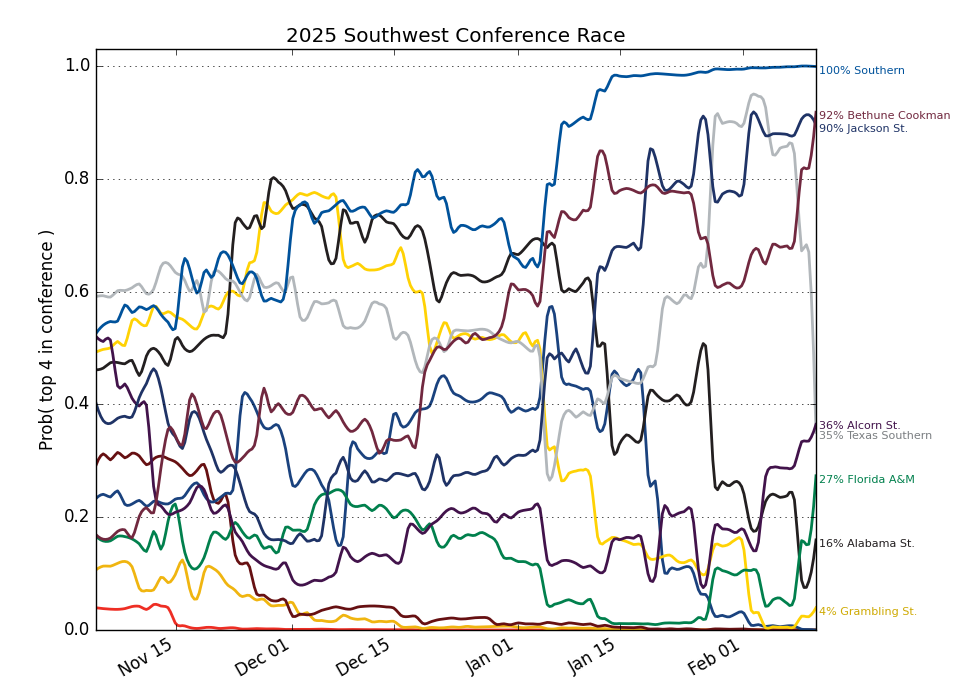 2025 Southwest Conference Race
Prob( top 4 in conference )
1.0
0.8
0.6
0.4
0.2
0.0
Nov 15
Dec 01
Dec 15
Jan 01
Jan 15
Feb 01
100% Southern
92% Bethune Cookman
90% Jackson St.
36% Alcorn St.
35% Texas Southern
27% Florida A&M
16% Alabama St.
4% Grambling St.